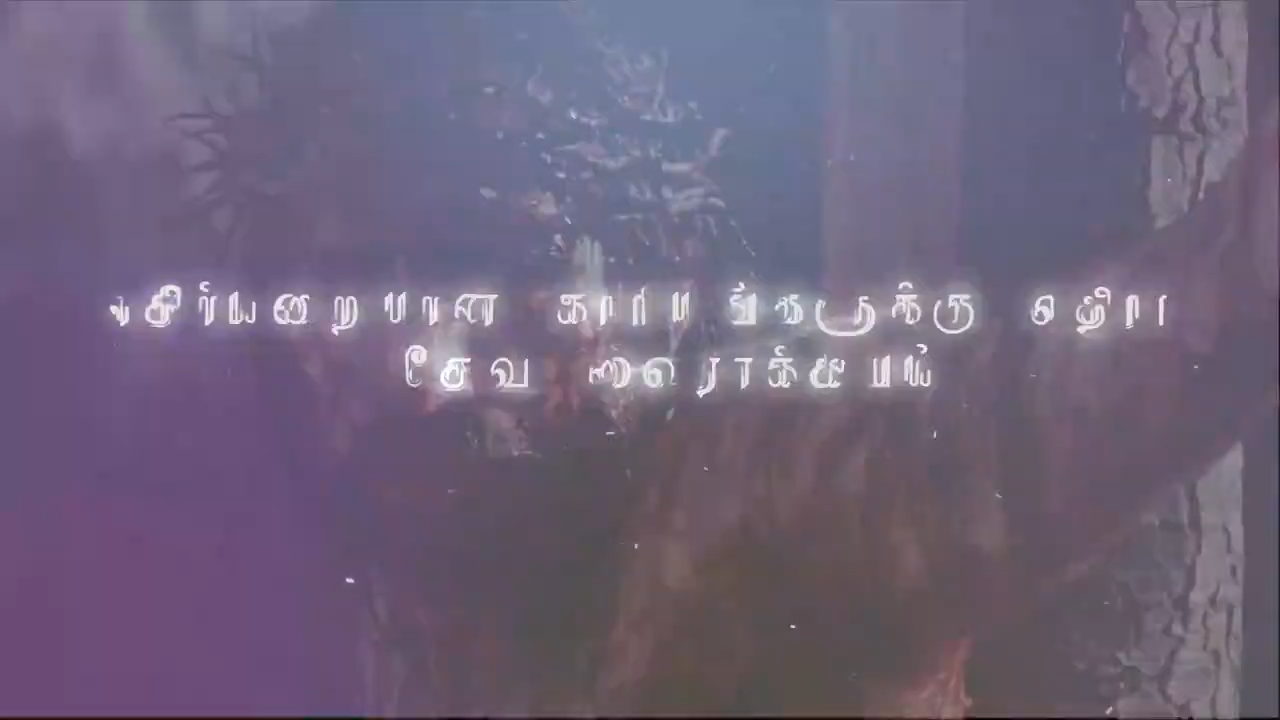 எதிர்மறையான காரியங்களுக்கு எதிரா
தேவ வைராக்கியம்